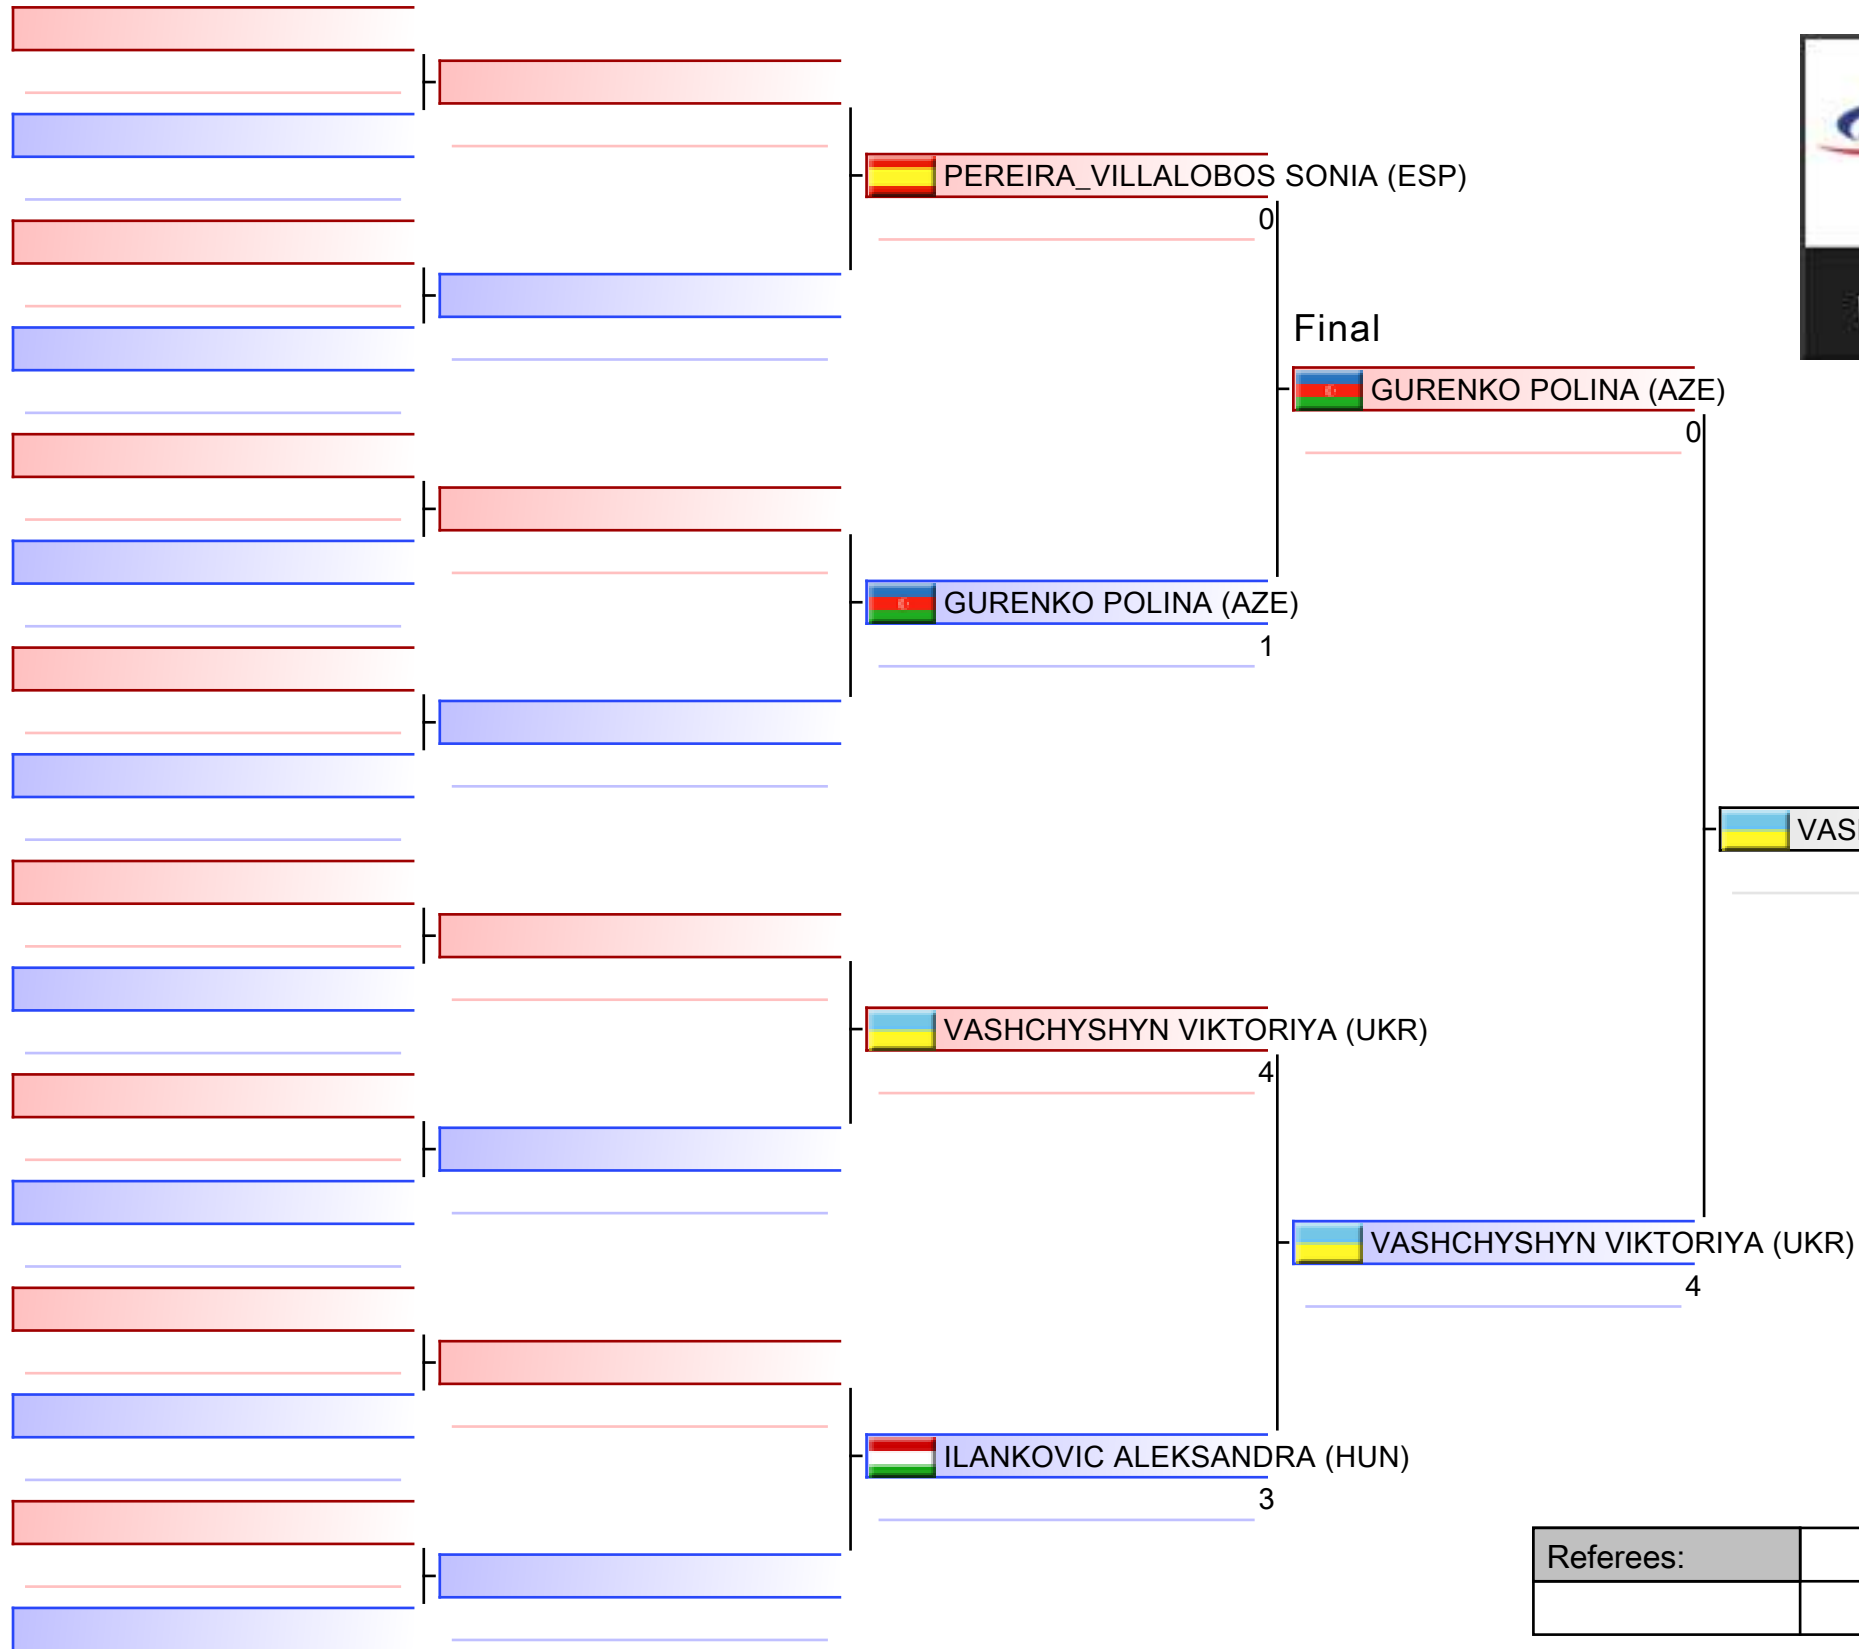 PEREIRA_VILLALOBOS SONIA (ESP)
0
Final
GURENKO POLINA (AZE)
0
GURENKO POLINA (AZE)
1
VASHCHYSHYN VIKTORIYA (UKR)
4
VASHCHYSHYN VIKTORIYA (UKR)
4
ILANKOVIC ALEKSANDRA (HUN)
3
Referees: